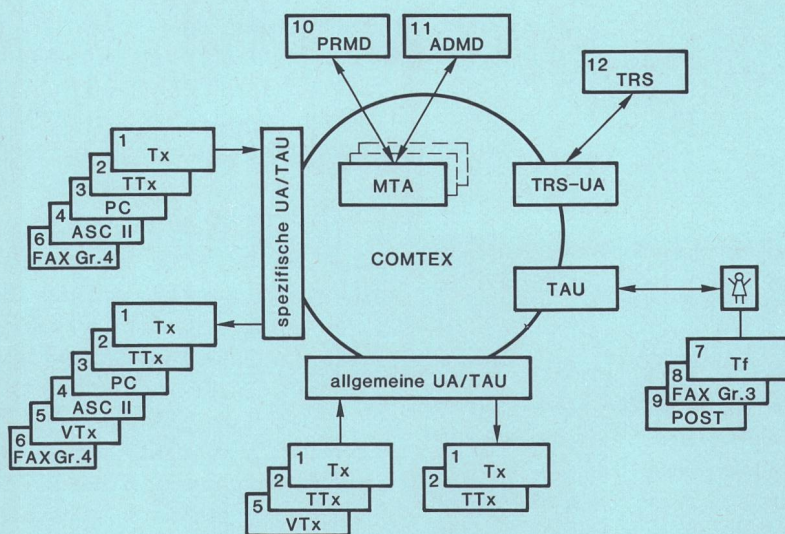 10 PRMD
11 ADMD
12 TRS
1 Tx
2 TTx
3 PC
4 ASC II
6 FAX Gr.4
spezifische UA/TAU
MTA
TRS-UA
COMTEX
TAU
1 Tx
2 TTx
3 PC
4 ASC II
5 VTx
6 FAX Gr.4
allgemeine UA/TAU
7 Tf
8 FAX Gr.3
9 POST
1 Tx
2 TTx
5 VTx
1 Tx
2 TTx